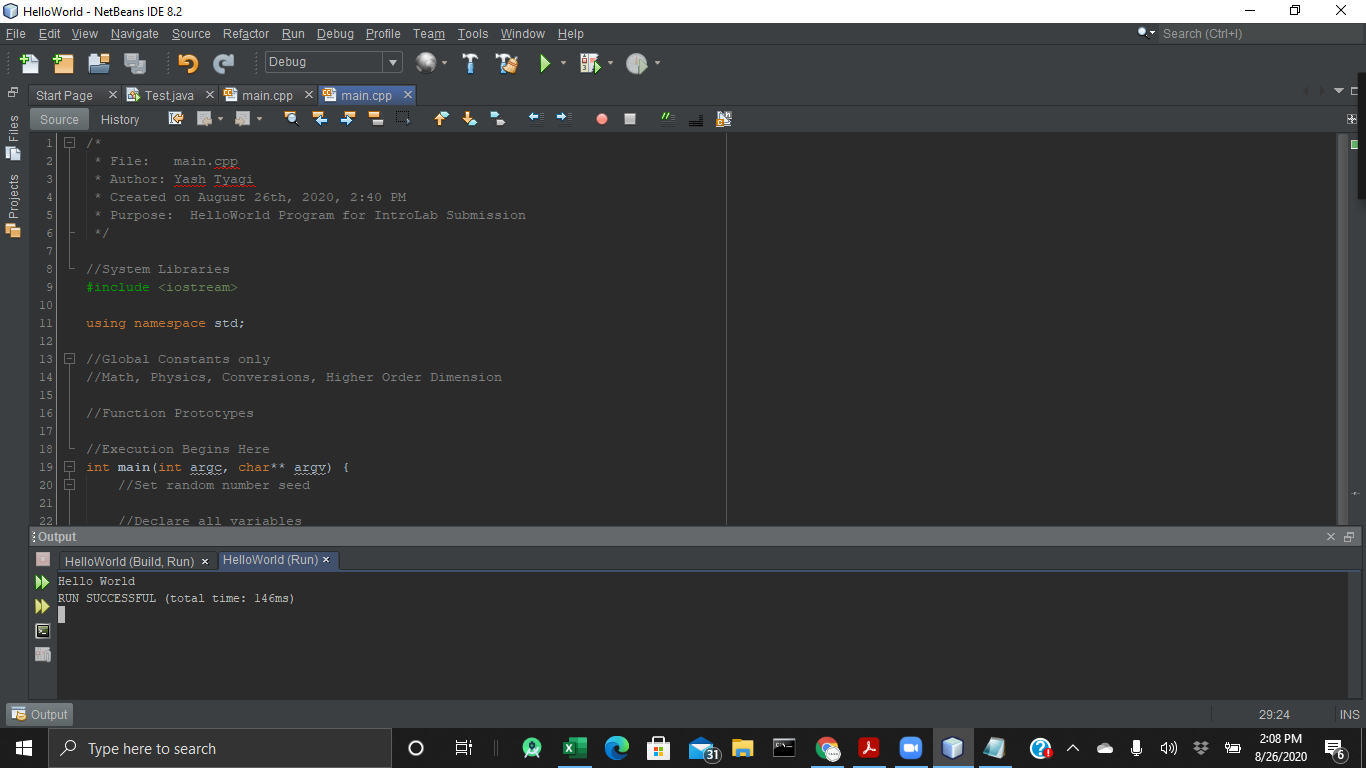 HelloWorld - NetBeans IDE 8.2
File Edit View Navigate Source Refactor Run Debug Profile Team Tools Window Help
Search (Ctrl+I)
Debug
Start Page Test.java main.cpp main.cpp
Source History
Files
Projects
1 /*
2 * File: main.cpp
3 * Author: Yash Tyagi
4 * Created on August 26th, 2020, 2:40 PM
5 * Purpose: HelloWorld Program for IntroLab Submission
6 */
7
8 //System Libraries
9 #include <iostream>
10
11 using namespace std;
12
13 //Global Constants only
14 //Math, Physics, Conversions, Higher Order Dimension
15
16 //Function Prototypes
17
18 //Execution Begins Here
19 int main(int argc, char** argv) {
20 //Set random number seed
21
22 //Declare all variables
Output
HelloWorld (Build, Run) HelloWorld (Run)
Hello World
RUN SUCCESSFUL (total time: 146ms)
Output
29:24 INS
Type here to search
31
2:08 PM
8/26/2020
6